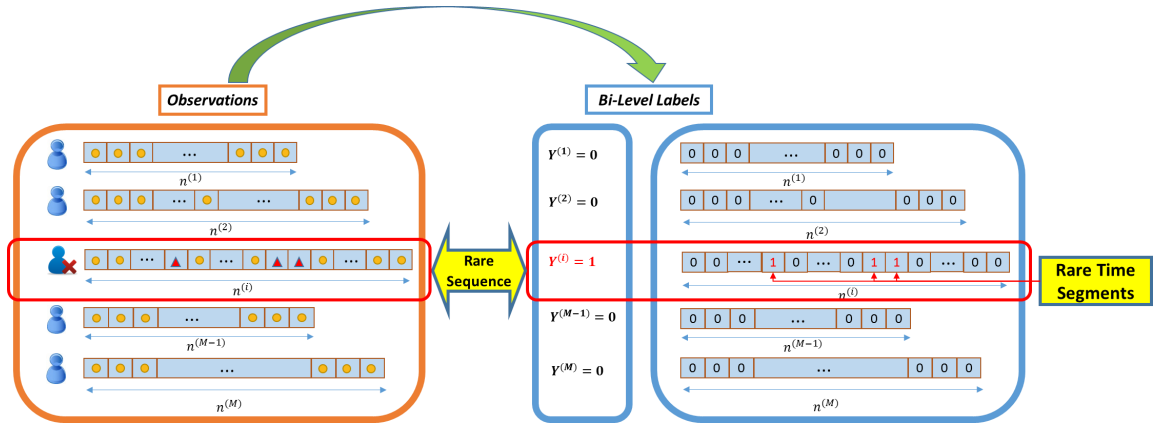 Observations
Bi-Level Labels
... n⁽¹⁾
Y⁽¹⁾ = 0
0 0 0 ... 0 0 0
n⁽¹⁾
... ...
n⁽²⁾
Y⁽²⁾ = 0
0 0 0 ... 0 0 0 0
n⁽²⁾
... ... ...
n⁽ⁱ⁾
Rare
Sequence
Y⁽ⁱ⁾ = 1
0 0 ... 1 0 ... 0 1 1 0 ... 0 0
n⁽ⁱ⁾
Rare Time
Segments
...
n⁽ᴹ⁻¹⁾
Y⁽ᴹ⁻¹⁾ = 0
0 0 0 ... 0 0 0
n⁽ᴹ⁻¹⁾
...
n⁽ᴹ⁾
Y⁽ᴹ⁾ = 0
0 0 0 ... 0 0 0
n⁽ᴹ⁾